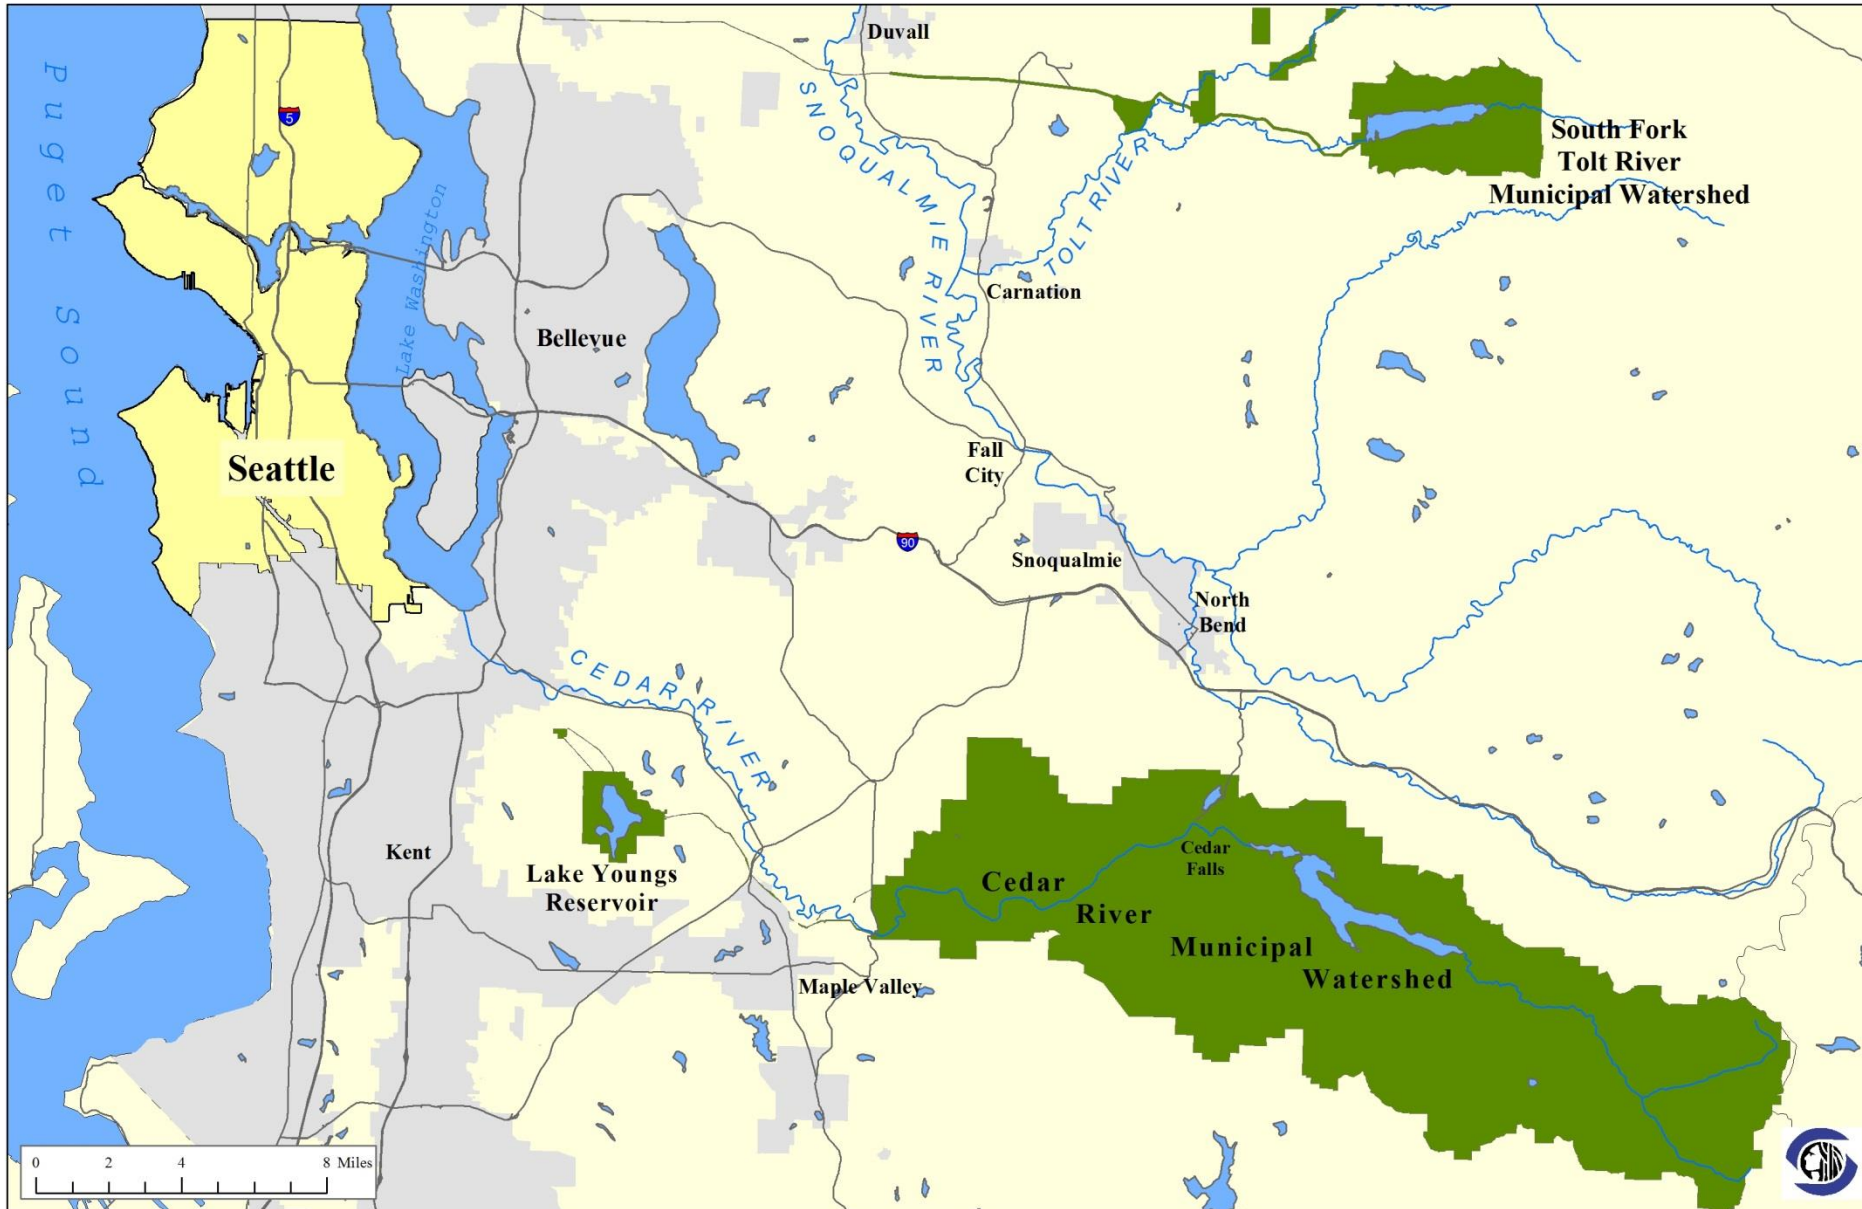 Duvall
Puget Sound
5
SNOQUALMIE RIVER
TOLT RIVER
South Fork
Tolt River
Municipal Watershed
Lake Washington
Carnation
Bellevue
Seattle
Fall
City
90
Snoqualmie
North
Bend
CEDAR RIVER
Kent
Lake Youngs
Reservoir
Cedar
Falls
Cedar
River
Municipal
Watershed
Maple Valley
0 2 4 8 Miles